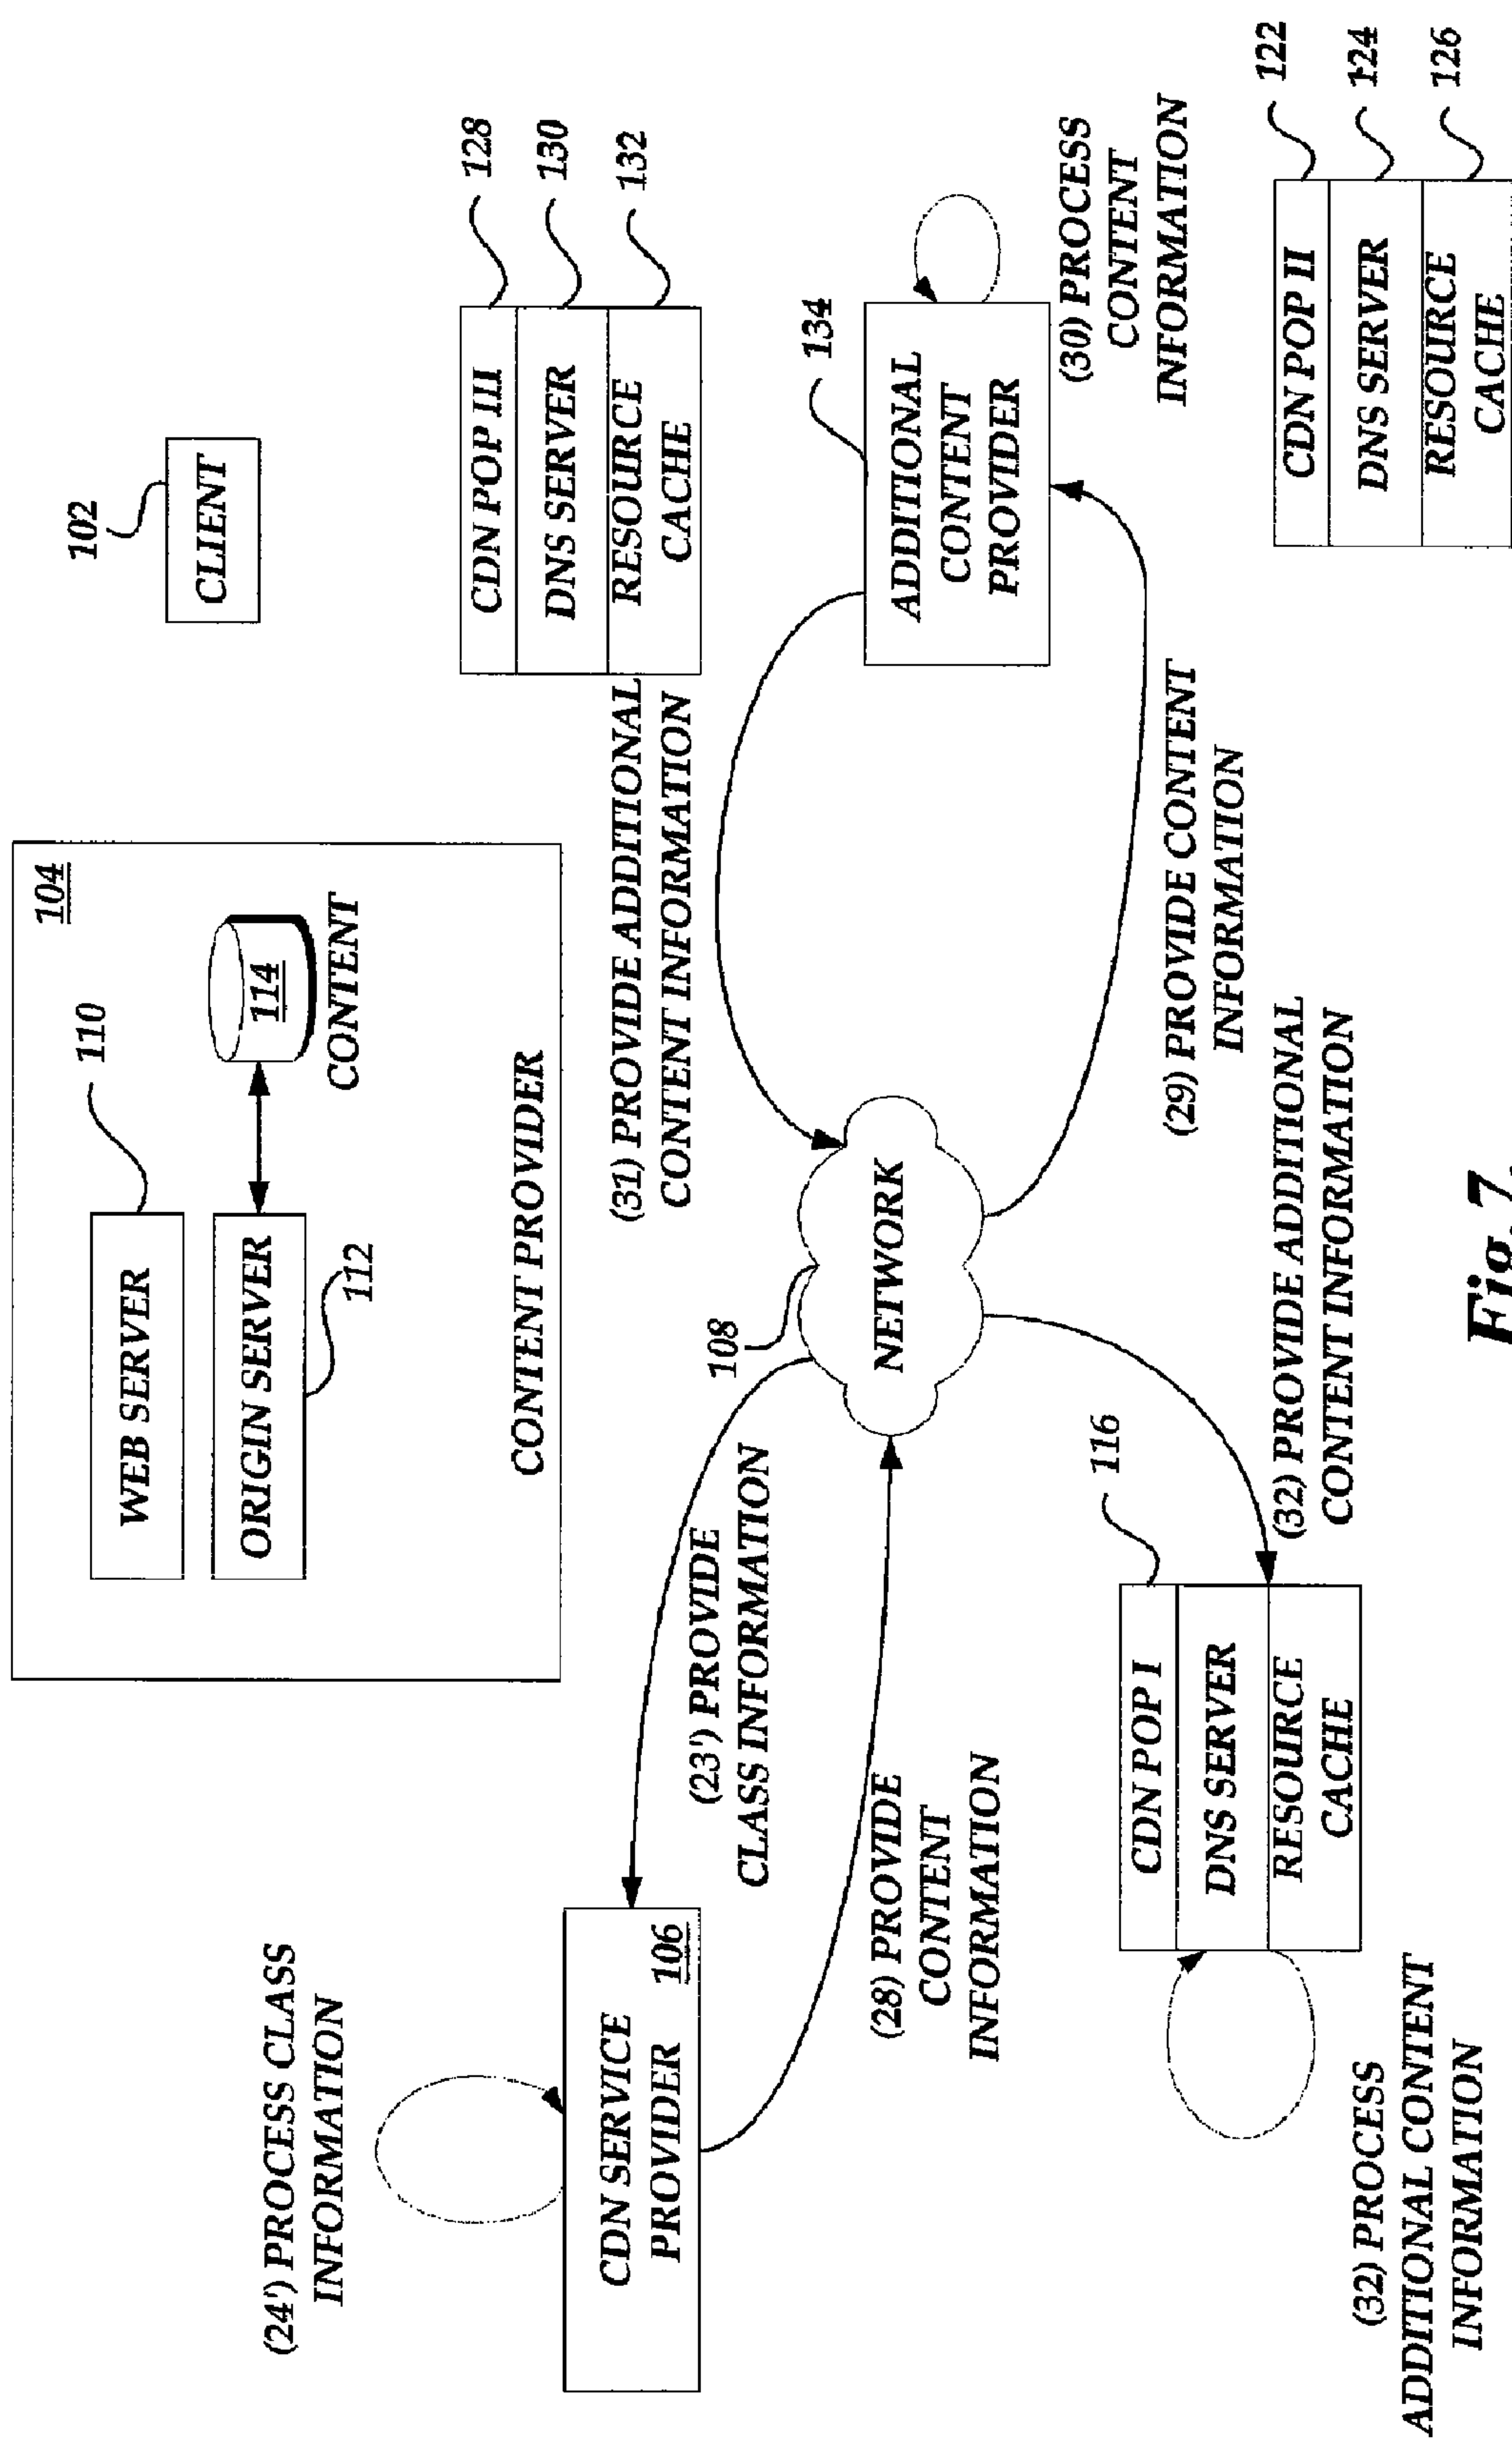 104
WEB SERVER
110
ORIGIN SERVER
112
114
CONTENT
CONTENT PROVIDER
102
CLIENT
(24') PROCESS CLASS
INFORMATION
CDN SERVICE
PROVIDER
106
(23') PROVIDE
CLASS INFORMATION
(28) PROVIDE
CONTENT
INFORMATION
108
NETWORK
(31) PROVIDE ADDITIONAL
CONTENT INFORMATION
CDN POP III
DNS SERVER
RESOURCE
CACHE
128
130
132
134
ADDITIONAL
CONTENT
PROVIDER
(30) PROCESS
CONTENT
INFORMATION
(29) PROVIDE CONTENT
INFORMATION
116
CDN POP I
DNS SERVER
RESOURCE
CACHE
(32) PROVIDE ADDITIONAL
CONTENT INFORMATION
(32) PROCESS
ADDITIONAL CONTENT
INFORMATION
CDN POP II
DNS SERVER
RESOURCE
CACHE
122
124
126
Fig.7.